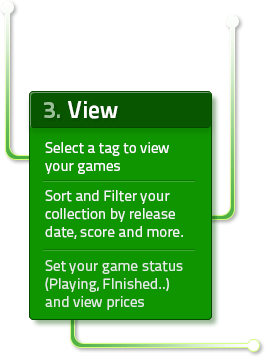 3. View
Select a tag to view
your games
Sort and Filter your
collection by release
date, score and more.
Set your game status
(Playing, FInished..)
and view prices